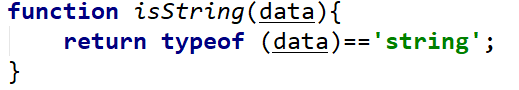 function isString(data){
    return typeof (data)=='string';
}